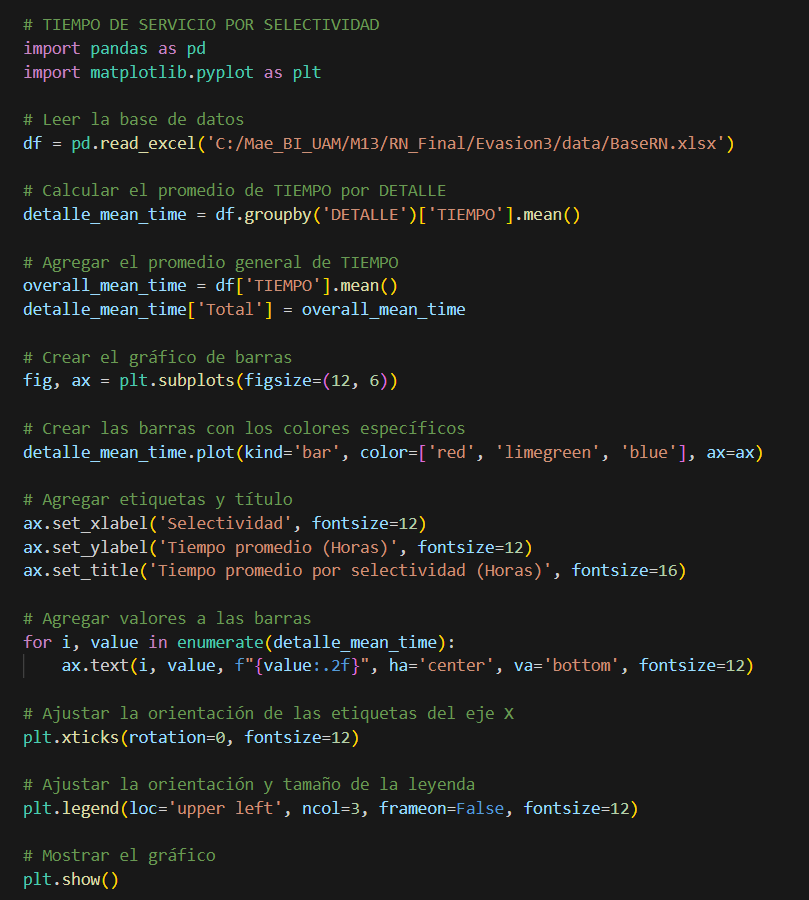 # TIEMPO DE SERVICIO POR SELECTIVIDAD
import pandas as pd
import matplotlib.pyplot as plt

# Leer la base de datos
df = pd.read_excel('C:/Mae_BI_UAM/M13/RN_Final/Evasion3/data/BaseRN.xlsx')

# Calcular el promedio de TIEMPO por DETALLE
detalle_mean_time = df.groupby('DETALLE')['TIEMPO'].mean()

# Agregar el promedio general de TIEMPO
overall_mean_time = df['TIEMPO'].mean()
detalle_mean_time['Total'] = overall_mean_time

# Crear el gráfico de barras
fig, ax = plt.subplots(figsize=(12, 6))

# Crear las barras con los colores específicos
detalle_mean_time.plot(kind='bar', color=['red', 'limegreen', 'blue'], ax=ax)

# Agregar etiquetas y título
ax.set_xlabel('Selectividad', fontsize=12)
ax.set_ylabel('Tiempo promedio (Horas)', fontsize=12)
ax.set_title('Tiempo promedio por selectividad (Horas)', fontsize=16)

# Agregar valores a las barras
for i, value in enumerate(detalle_mean_time):
    ax.text(i, value, f"{value:.2f}", ha='center', va='bottom', fontsize=12)

# Ajustar la orientación de las etiquetas del eje X
plt.xticks(rotation=0, fontsize=12)

# Ajustar la orientación y tamaño de la leyenda
plt.legend(loc='upper left', ncol=3, frameon=False, fontsize=12)

# Mostrar el gráfico
plt.show()